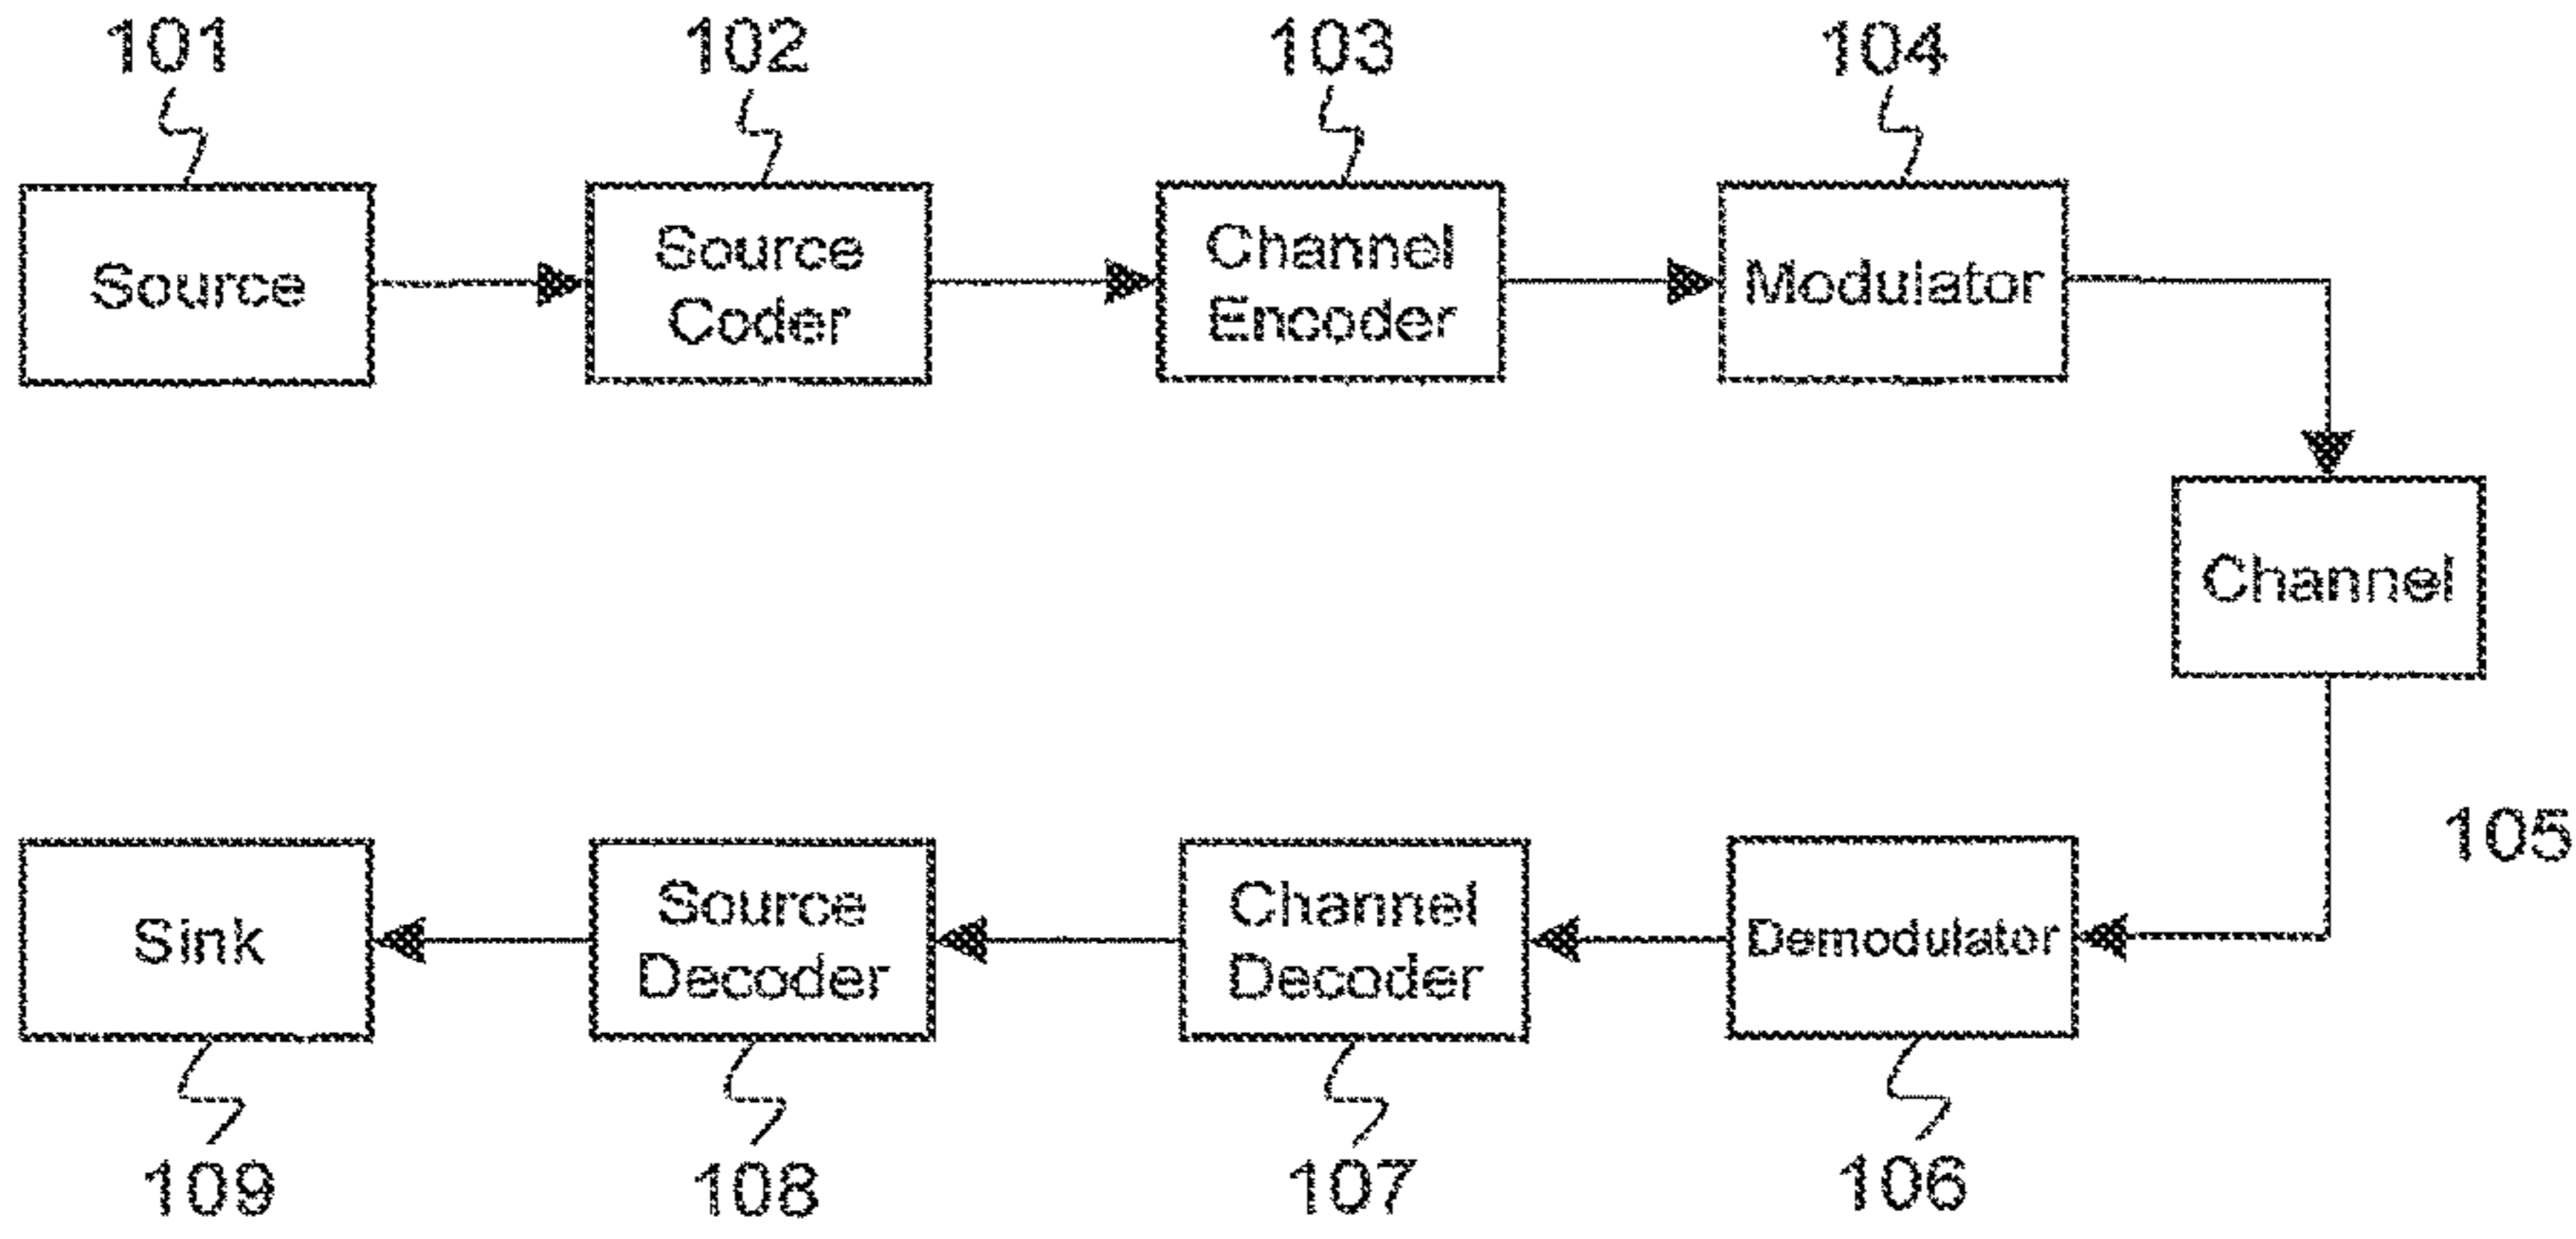 101
102
103
104
Source
Source
Coder
Channel
Encoder
Modulator
Channel
105
Sink
Source
Decoder
Channel
Decoder
Demodulator
109
108
107
106